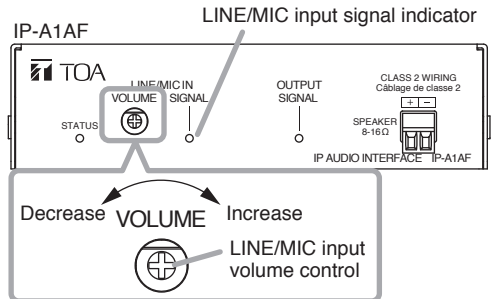 LINE/MIC input signal indicator
IP-A1AF
TOA
LINE/MIC IN
VOLUME SIGNAL
OUTPUT
SIGNAL
CLASS 2 WIRING
Câblage de classe 2
+ −
STATUS
SPEAKER
8-16Ω
IP AUDIO INTERFACE IP-A1AF
Decrease VOLUME Increase
LINE/MIC input
volume control